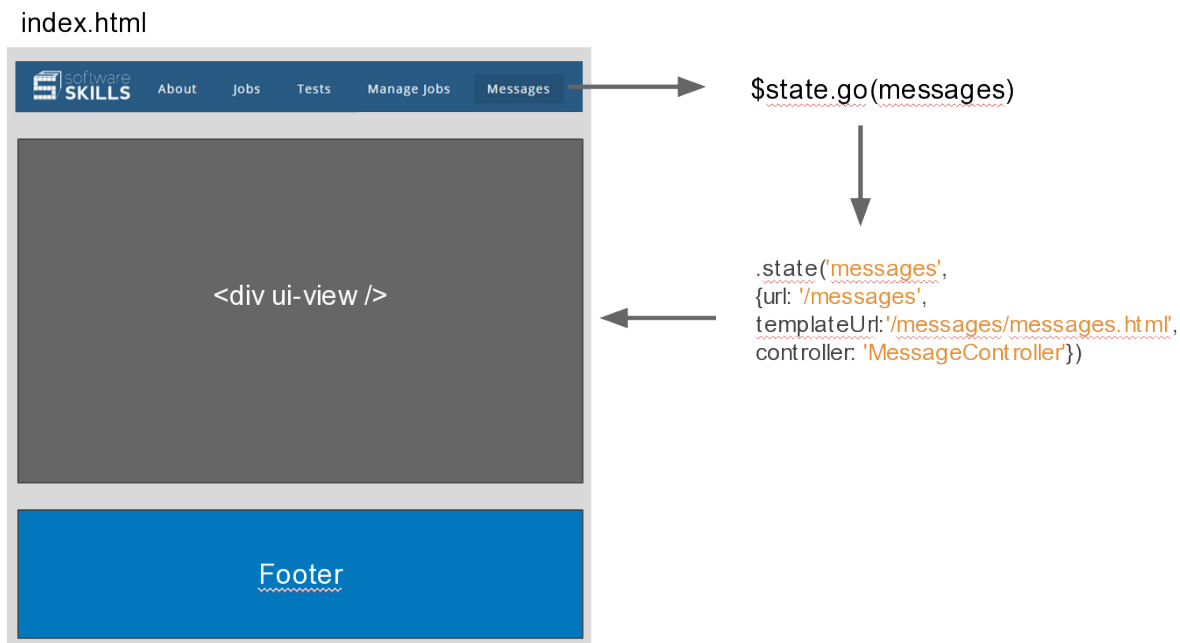 index.html
software
SKILLS
About Jobs Tests Manage Jobs Messages
$state.go(messages)
<div ui-view />
.state('messages',
{url: '/messages',
templateUrl:'/messages/messages.html',
controller: 'MessageController'})
Footer